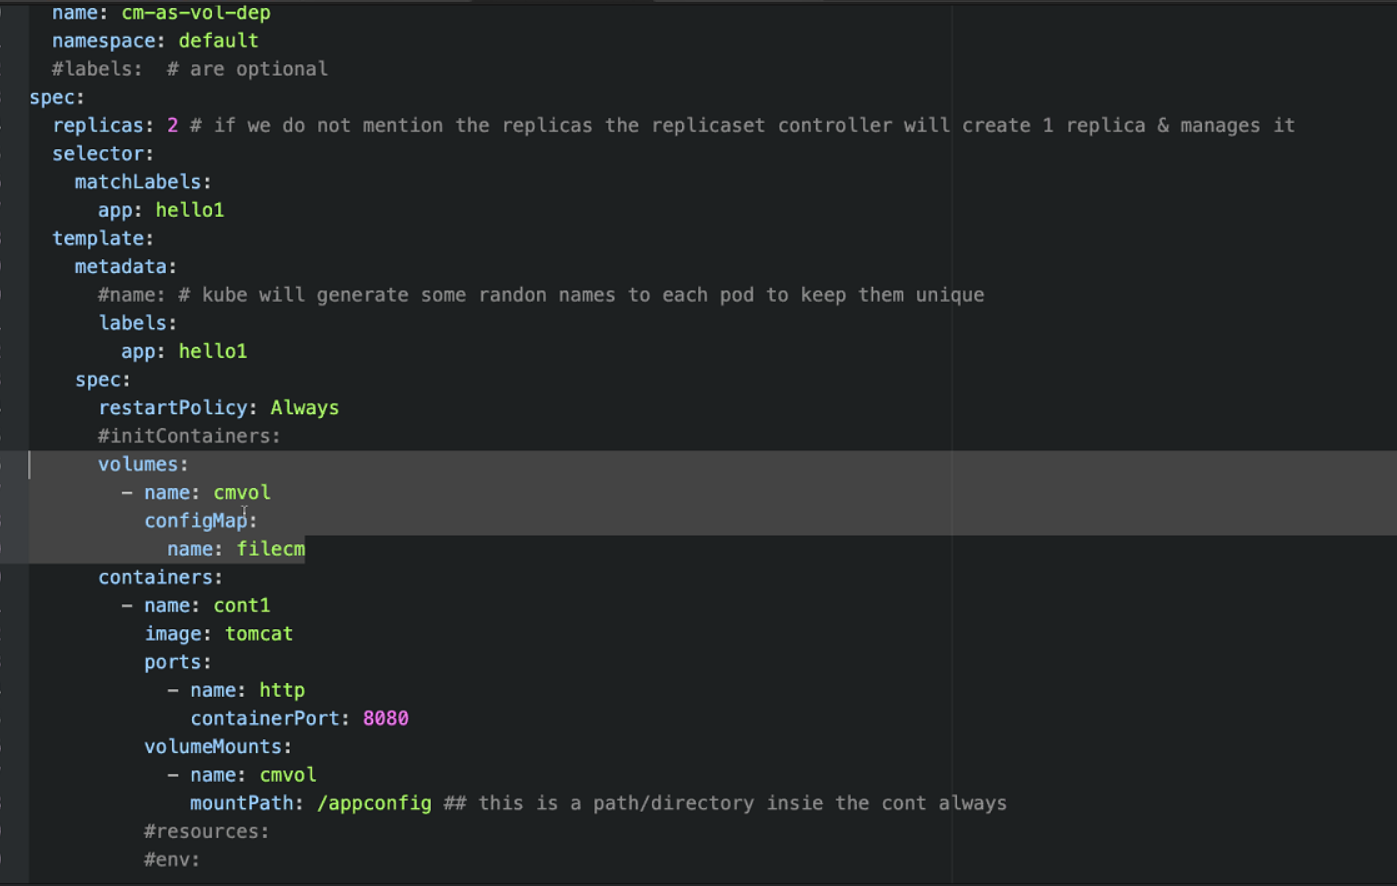 name: cm-as-vol-dep
namespace: default
#labels:  # are optional
spec:
replicas: 2 # if we do not mention the replicas the replicaset controller will create 1 replica & manages it
selector:
matchLabels:
app: hello1
template:
metadata:
#name: # kube will generate some randon names to each pod to keep them unique
labels:
app: hello1
spec:
restartPolicy: Always
#initContainers:
volumes:
- name: cmvol
configMap:
name: filecm
containers:
- name: cont1
image: tomcat
ports:
- name: http
containerPort: 8080
volumeMounts:
- name: cmvol
mountPath: /appconfig ## this is a path/directory insie the cont always
#resources:
#env: